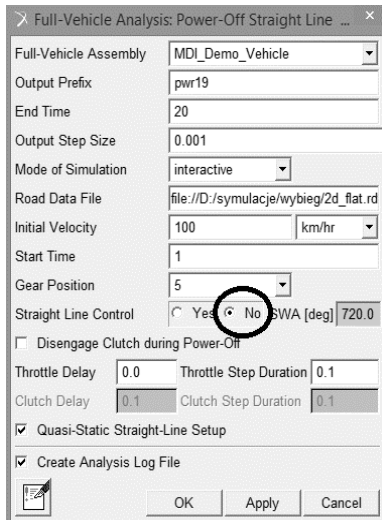 Full-Vehicle Analysis: Power-Off Straight Line ...
Full-Vehicle Assembly MDI_Demo_Vehicle
Output Prefix pwr19
End Time 20
Output Step Size 0.001
Mode of Simulation interactive
Road Data File file://D:/symulacje/wybieg/2d_flat.rd
Initial Velocity 100 km/hr
Start Time 1
Gear Position 5
Straight Line Control Yes No SWA [deg] 720.0
Disengage Clutch during Power-Off
Throttle Delay 0.0 Throttle Step Duration 0.1
Clutch Delay 0.1 Clutch Step Duration 0.1
Quasi-Static Straight-Line Setup
Create Analysis Log File
OK Apply Cancel